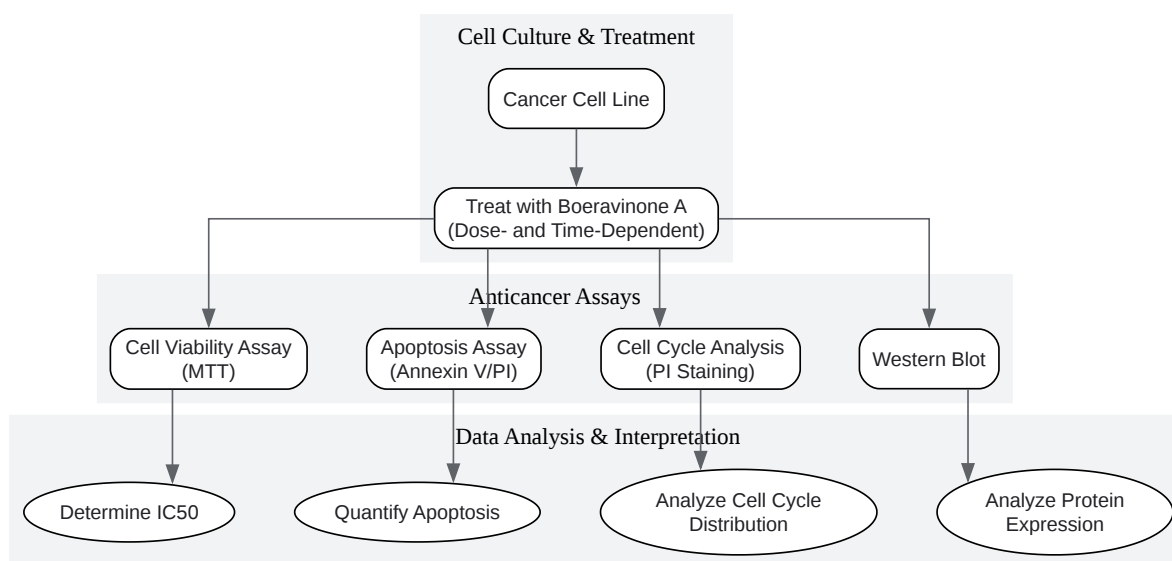 Cell Culture & Treatment
Cancer Cell Line
Treat with Boeravinone A
(Dose- and Time-Dependent)
Anticancer Assays
Cell Viability Assay
(MTT)
Apoptosis Assay
(Annexin V/PI)
Cell Cycle Analysis
(PI Staining)
Western Blot
Data Analysis & Interpretation
Determine IC50
Quantify Apoptosis
Analyze Cell Cycle
Distribution
Analyze Protein
Expression